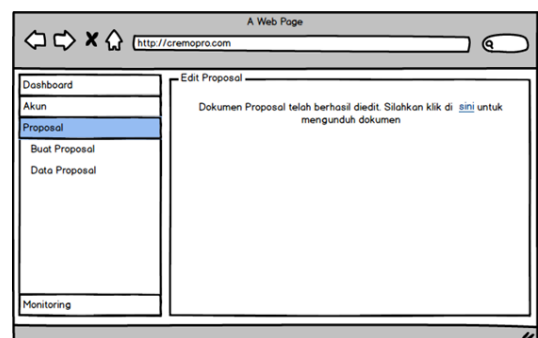 A Web Page
http://cremopro.com
Dashboard
Akun
Proposal
Buat Proposal
Data Proposal
Monitoring
Edit Proposal
Dokumen Proposal telah berhasil diedit. Silahkan klik di sini untuk
mengunduh dokumen